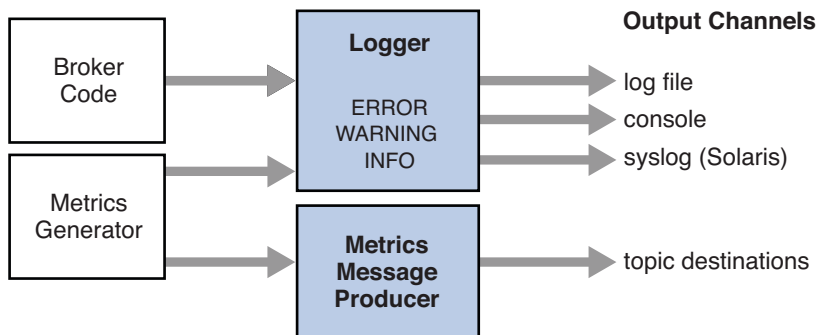 Output Channels
Broker
Code
Logger
ERROR
WARNING
INFO
log file
console
syslog (Solaris)
Metrics
Generator
Metrics
Message
Producer
topic destinations